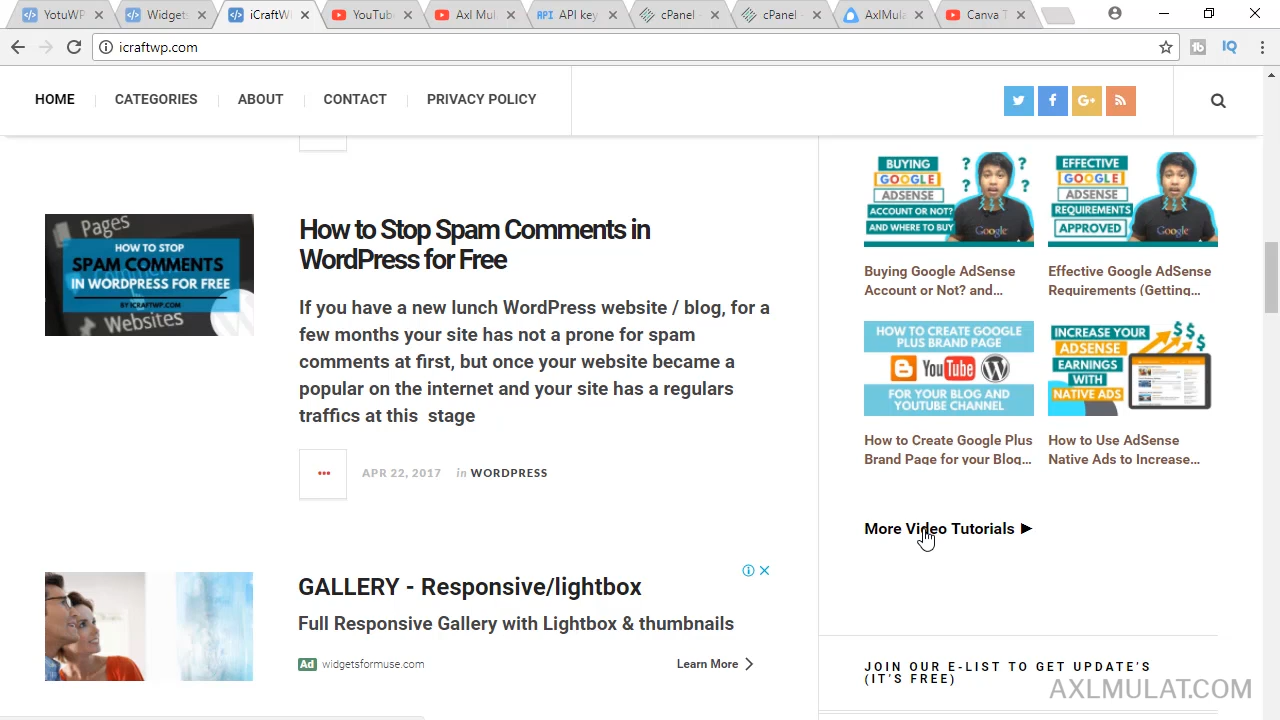 YotuWP
Widgets
iCraftWP
YouTube
Axl Mul
API key
cPanel
cPanel
AxlMula
Canva T
icraftwp.com
HOME
CATEGORIES
ABOUT
CONTACT
PRIVACY POLICY
Pages
HOW TO STOP
SPAM COMMENTS
IN WORDPRESS FOR FREE
BY ICRAFTWP.COM
Websites
How to Stop Spam Comments in
WordPress for Free
If you have a new lunch WordPress website / blog, for a
few months your site has not a prone for spam
comments at first, but once your website became a
popular on the internet and your site has a regulars
traffics at this stage
APR 22, 2017 in WORDPRESS
GALLERY - Responsive/lightbox
Full Responsive Gallery with Lightbox & thumbnails
Ad widgetsformuse.com
Learn More
BUYING
GOOGLE
ADSENSE
ACCOUNT OR NOT?
AND WHERE TO BUY
Google
Buying Google AdSense
Account or Not? and...
EFFECTIVE
GOOGLE
ADSENSE
REQUIREMENTS
APPROVED
Google
Effective Google AdSense
Requirements (Getting...
HOW TO CREATE GOOGLE
PLUS BRAND PAGE
YouTube
FOR YOUR BLOG AND
YOUTUBE CHANNEL
How to Create Google Plus
Brand Page for your Blog...
INCREASE YOUR
ADSENSE
EARNINGS
WITH
NATIVE ADS
How to Use AdSense
Native Ads to Increase...
More Video Tutorials ►
JOIN OUR E-LIST TO GET UPDATE'S
(IT'S FREE)
AXLMULAT.COM